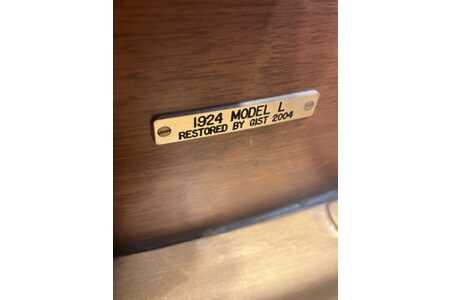 1924 MODEL L
RESTORED BY GIST 2004